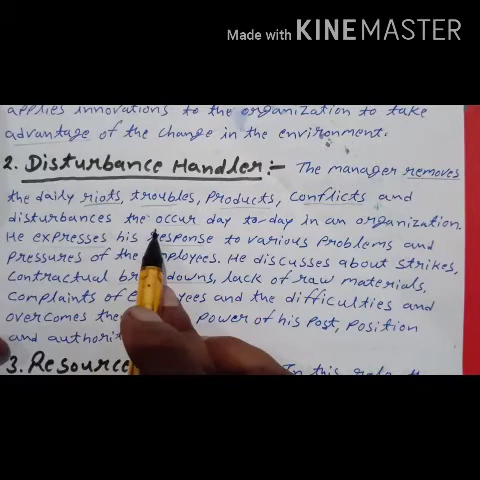 Made with KINEMASTER
applies innovations to the organization to take
advantage of the change in the environment.
2. Disturbance Handler:- The manager removes
the daily riots, troubles, products, conflicts and
disturbances the occur day to day in an organization.
He expresses his response to various problems and
pressures of the employees. He discusses about strikes,
contractual downs, lack of raw materials,
complaints of and the difficulties and
overcomes the power of his post, position
and
3. Resource In this role